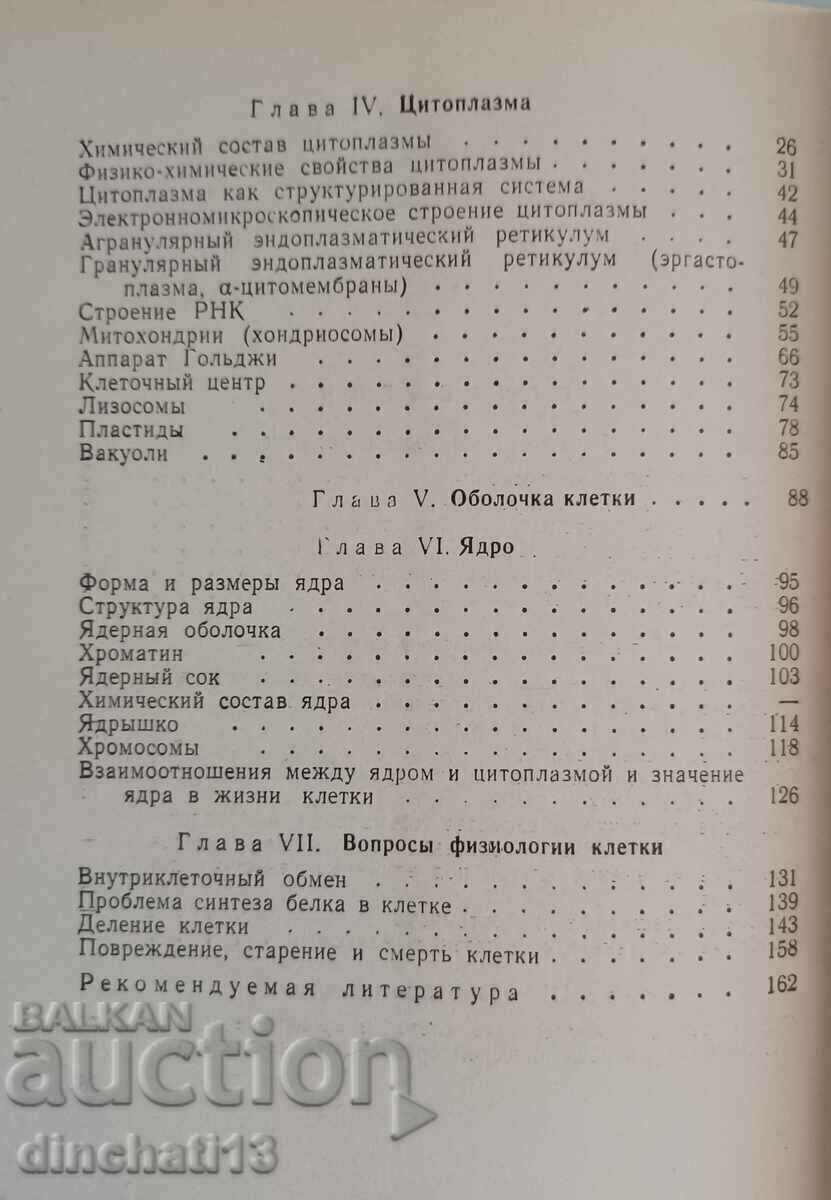 Глава IV. Цитоплазма
Химический состав цитоплазмы . . . . . . . . . . 26
Физико-химические свойства цитоплазмы . . . . . . . 31
Цитоплазма как структурированная система . . . . . 42
Электронномикроскопическое строение цитоплазмы . . . 44
Агранулярный эндоплазматический ретикулум . . . . 47
Гранулярный эндоплазматический ретикулум (эргасто-
плазма, α-цитомембраны) . . . . . . . . . . . 49
Строение РНК . . . . . . . . . . . . . . . . 52
Митохондрии (хондриосомы) . . . . . . . . . . . 55
Аппарат Гольджи . . . . . . . . . . . . . . . 66
Клеточный центр . . . . . . . . . . . . . . . . 73
Лизосомы . . . . . . . . . . . . . . . . . 74
Пластиды . . . . . . . . . . . . . . . . . . 78
Вакуоли . . . . . . . . . . . . . . . . . . . 85
Глава V. Оболочка клетки . . . . . 88
Глава VI. Ядро
Форма и размеры ядра . . . . . . . . . . . . . 95
Структура ядра . . . . . . . . . . . . . . . . 96
Ядерная оболочка . . . . . . . . . . . . . . . 98
Хроматин . . . . . . . . . . . . . . . . . 100
Ядерный сок . . . . . . . . . . . . . . . . . 103
Химический состав ядра . . . . . . . . . . . . . —
Ядрышко . . . . . . . . . . . . . . . . . . 114
Хромосомы . . . . . . . . . . . . . . . . . 118
Взаимоотношения между ядром и цитоплазмой и значение
ядра в жизни клетки . . . . . . . . . . . . 126
Глава VII. Вопросы физиологии клетки
Внутриклеточный обмен . . . . . . . . . . . . . 131
Проблема синтеза белка в клетке . . . . . . . . . . 139
Деление клетки . . . . . . . . . . . . . . 143
Повреждение, старение и смерть клетки . . . . . . . 158
Рекомендуемая литература . . . . . . . 162
BALKAN
auction
dinchati13